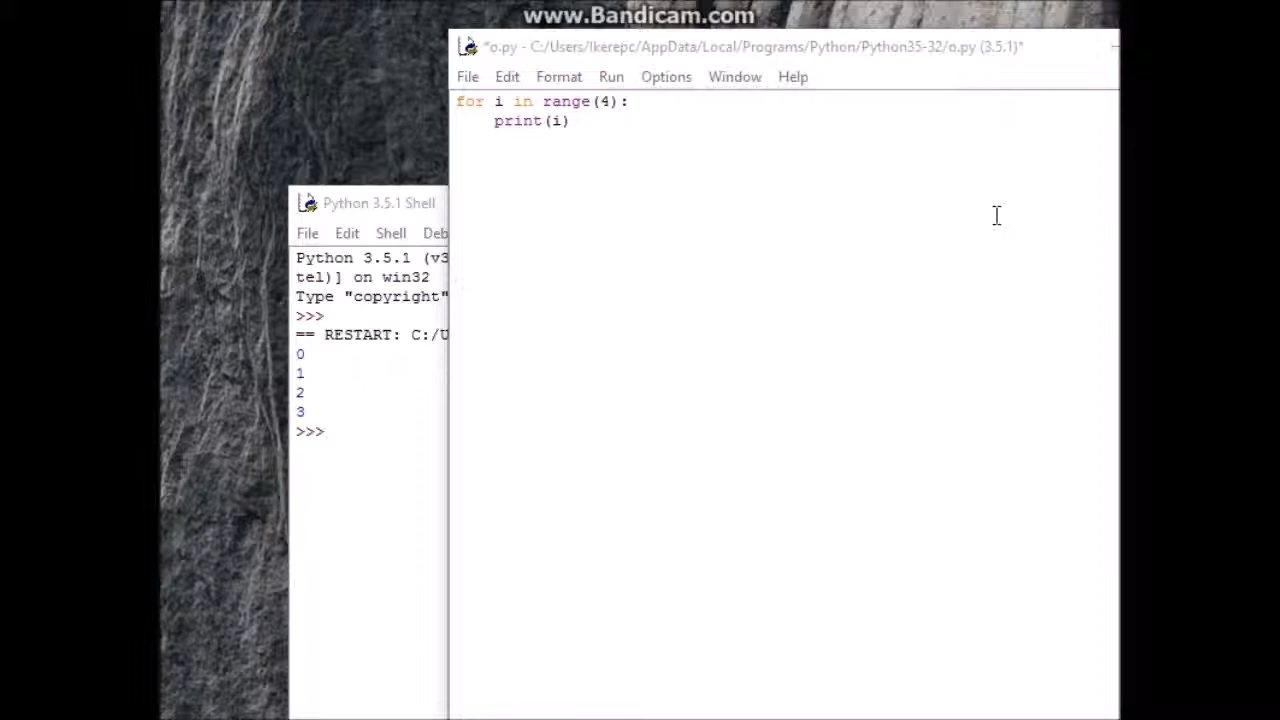 www.Bandicam.com
*o.py - C:/Users/Ikerepc/AppData/Local/Programs/Python/Python35-32/o.py (3.5.1)*
File Edit Format Run Options Window Help
for i in range(4):
    print(i)
Python 3.5.1 Shell
File Edit Shell Deb
Python 3.5.1 (v3
tel)] on win32
Type "copyright"
>>>
== RESTART: C:/U
0
1
2
3
>>>